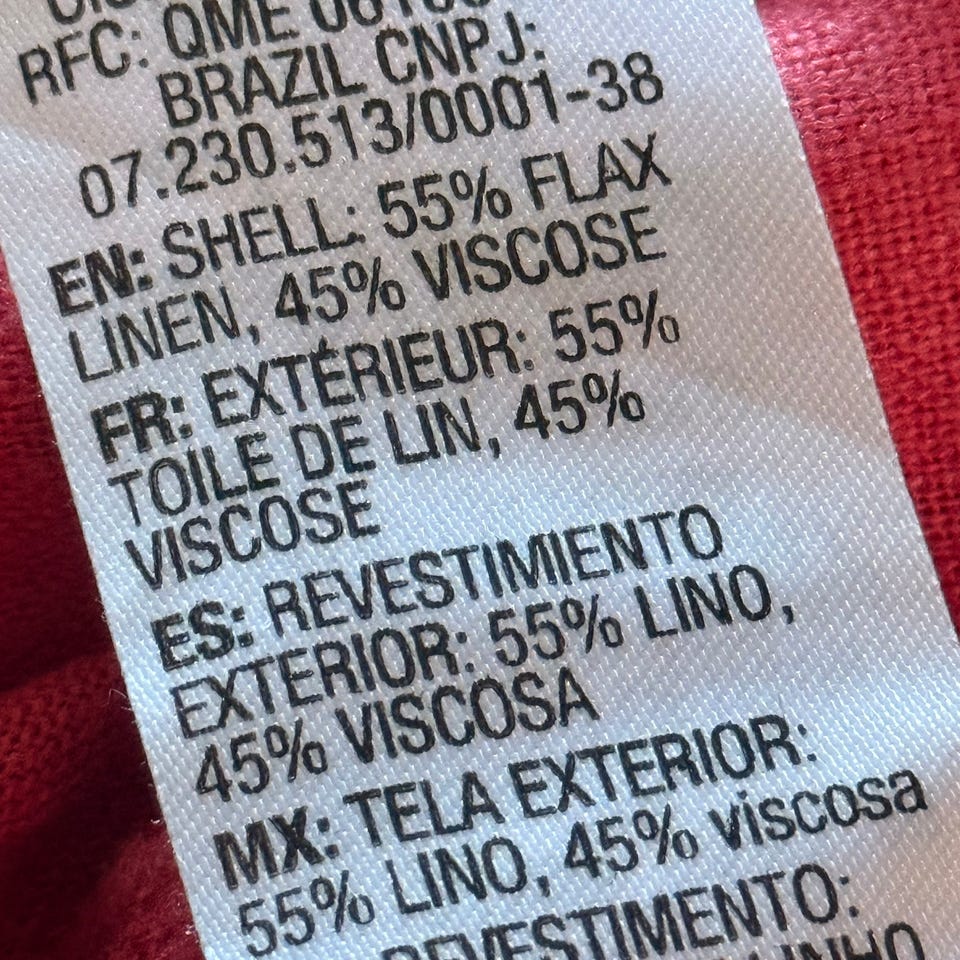 RFC: QME
BRAZIL CNPJ:
07.230.513/0001-38
EN: SHELL: 55% FLAX
LINEN, 45% VISCOSE
FR: EXTÉRIEUR: 55%
TOILE DE LIN, 45%
VISCOSE
ES: REVESTIMIENTO
EXTERIOR: 55% LINO,
45% VISCOSA
MX: TELA EXTERIOR:
55% LINO, 45% viscosa
REVESTIMENTO:
LINHO